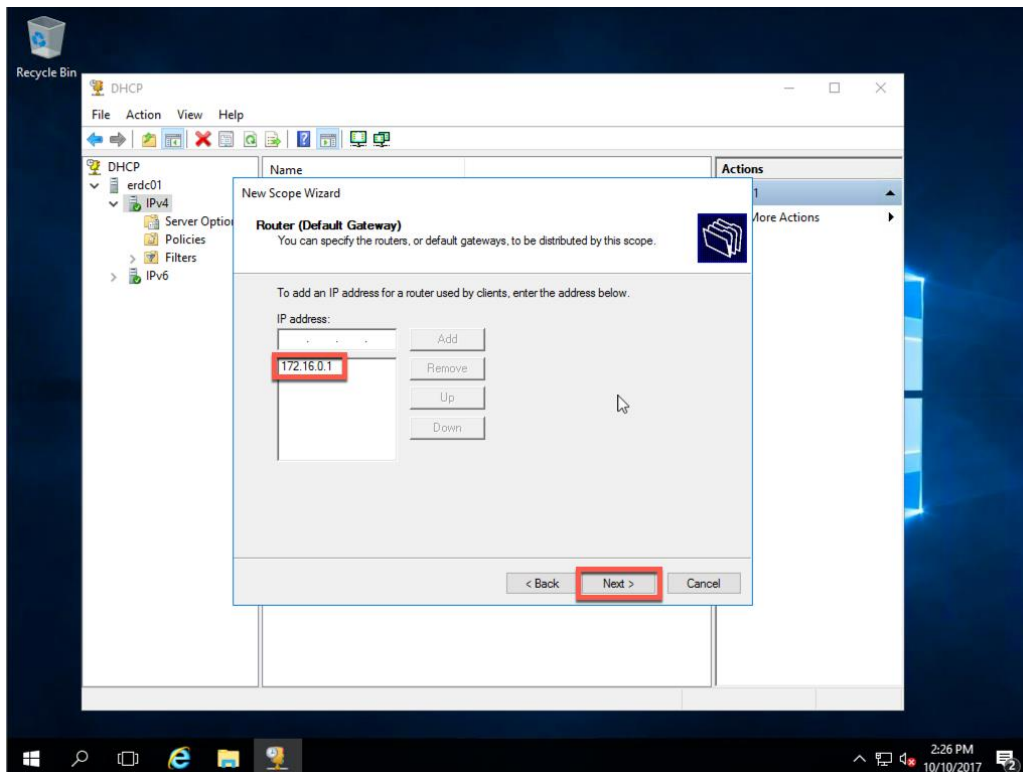 Recycle Bin
DHCP
File Action View Help
DHCP
erdc01
IPv4
Server Option
Policies
Filters
IPv6
Name
Actions
1
More Actions
New Scope Wizard
Router (Default Gateway)
You can specify the routers, or default gateways, to be distributed by this scope.
To add an IP address for a router used by clients, enter the address below.
IP address:
. . .
Add
172.16.0.1
Remove
Up
Down
< Back Next > Cancel
2:26 PM
10/10/2017
2